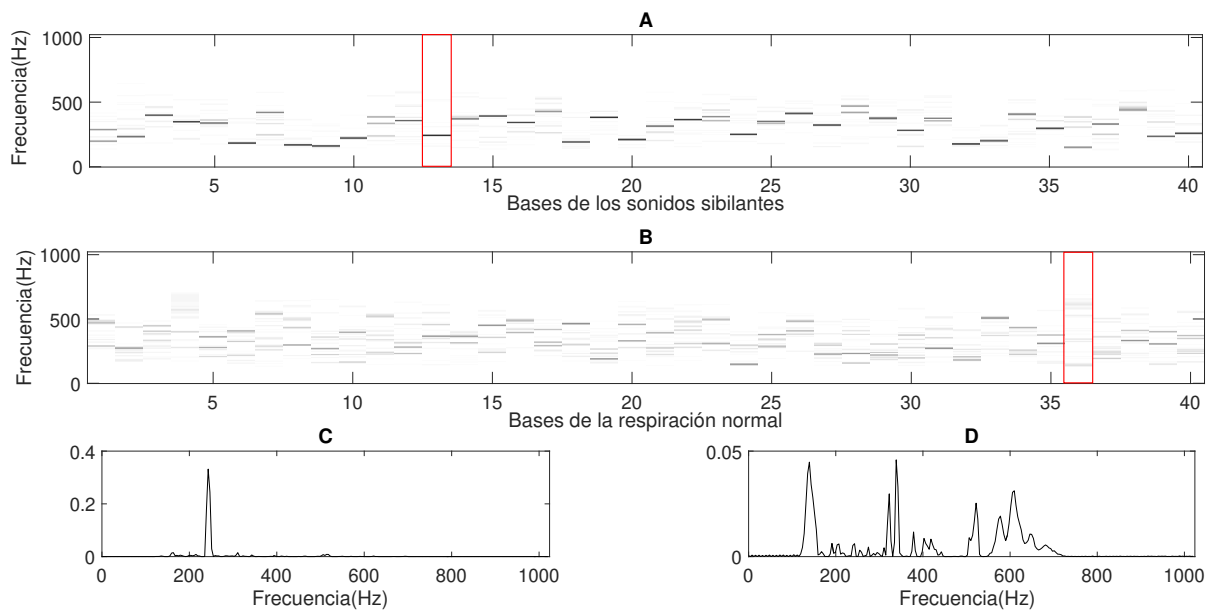 A
1000
500
0
Frecuencia(Hz)
5 10 15 20 25 30 35 40
Bases de los sonidos sibilantes
B
1000
500
0
Frecuencia(Hz)
5 10 15 20 25 30 35 40
Bases de la respiración normal
C
0.4
0.2
0
0 200 400 600 800 1000
Frecuencia(Hz)
D
0.05
0
0 200 400 600 800 1000
Frecuencia(Hz)